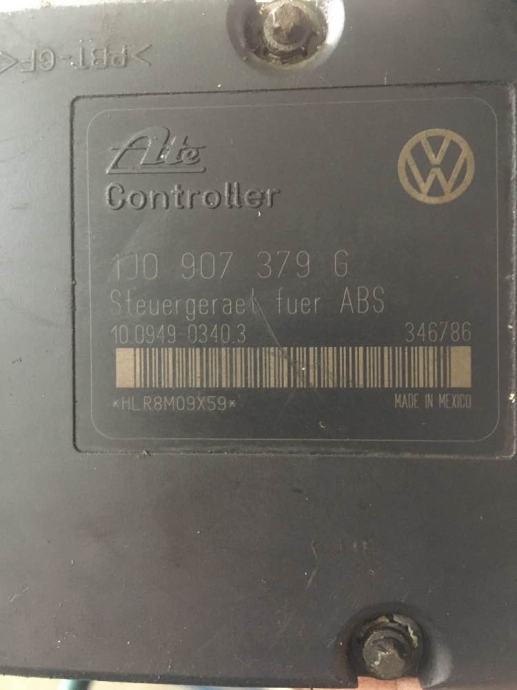 >PBT-GF<
Ate
Controller
VW
1J0 907 379 G
Steuergeraet fuer ABS
10.0949-0340.3 346786
*HLR8M09X59*
MADE IN MEXICO